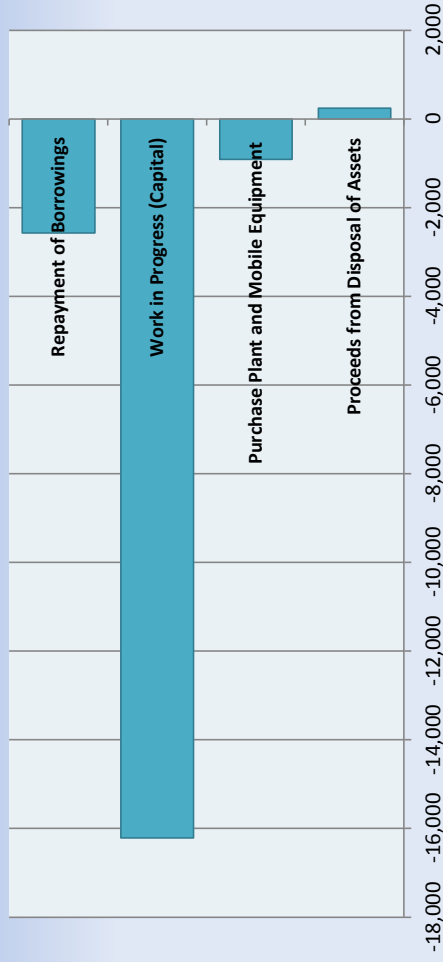 Repayment of Borrowings
Work in Progress (Capital)
Purchase Plant and Mobile Equipment
Proceeds from Disposal of Assets
-18,000 -16,000 -14,000 -12,000 -10,000 -8,000 -6,000 -4,000 -2,000 0 2,000